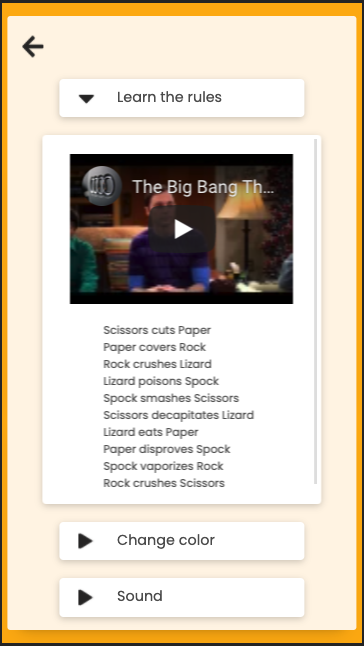 Learn the rules
The Big Bang Th...
Scissors cuts Paper
Paper covers Rock
Rock crushes Lizard
Lizard poisons Spock
Spock smashes Scissors
Scissors decapitates Lizard
Lizard eats Paper
Paper disproves Spock
Spock vaporizes Rock
Rock crushes Scissors
Change color
Sound